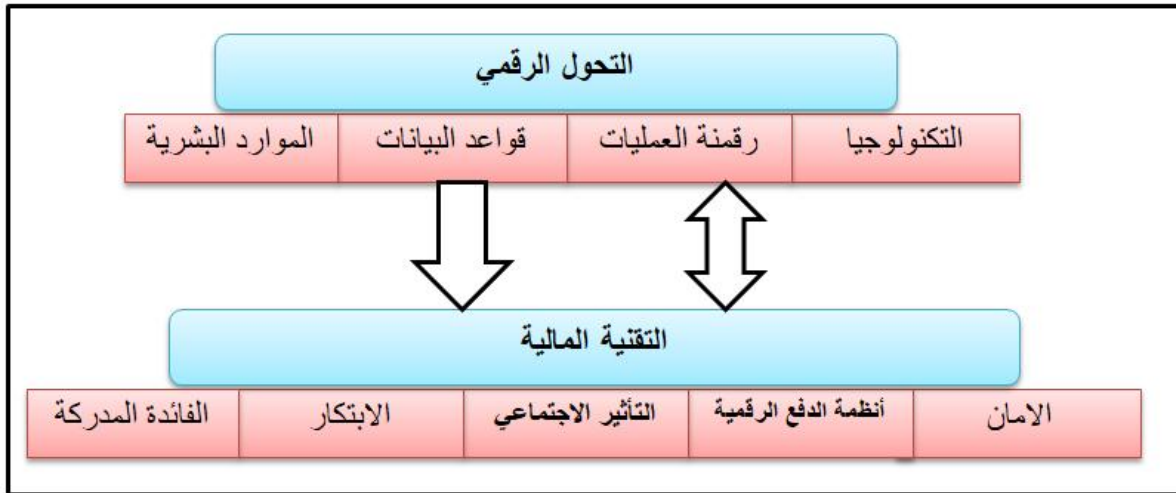 التحول الرقمي
التكنولوجيا رقمنة العمليات قواعد البيانات الموارد البشرية
التقنية المالية
الامان أنظمة الدفع الرقمية التأثير الاجتماعي الابتكار الفائدة المدركة